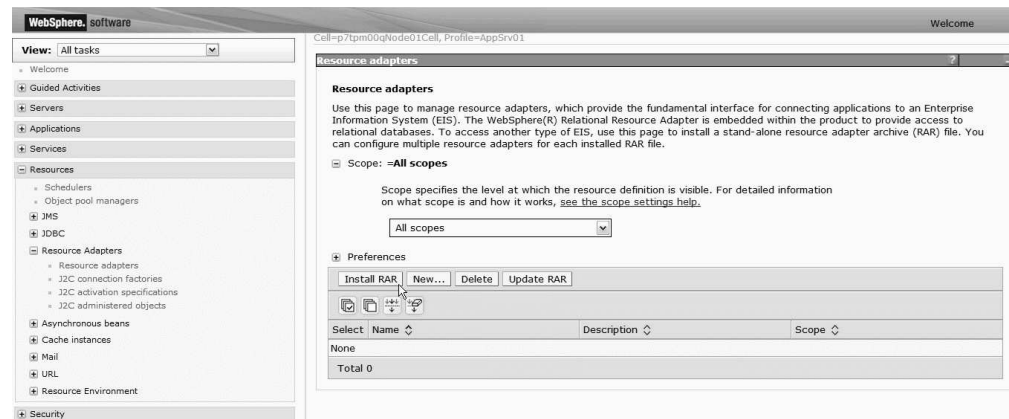 WebSphere. software
Welcome
View: All tasks
Cell=p7tpm00qNode01Cell, Profile=AppSrv01
Welcome
Guided Activities
Servers
Applications
Services
Resources
Schedulers
Object pool managers
JMS
JDBC
Resource Adapters
Resource adapters
J2C connection factories
J2C activation specifications
J2C administered objects
Asynchronous beans
Cache instances
Mail
URL
Resource Environment
Security
Resource adapters
?
Resource adapters
Use this page to manage resource adapters, which provide the fundamental interface for connecting applications to an Enterprise
Information System (EIS). The WebSphere(R) Relational Resource Adapter is embedded within the product to provide access to
relational databases. To access another type of EIS, use this page to install a stand-alone resource adapter archive (RAR) file. You
can configure multiple resource adapters for each installed RAR file.
Scope: =All scopes
Scope specifies the level at which the resource definition is visible. For detailed information
on what scope is and how it works, see the scope settings help.
All scopes
Preferences
Install RAR New... Delete Update RAR
Select Name Description Scope
None
Total 0